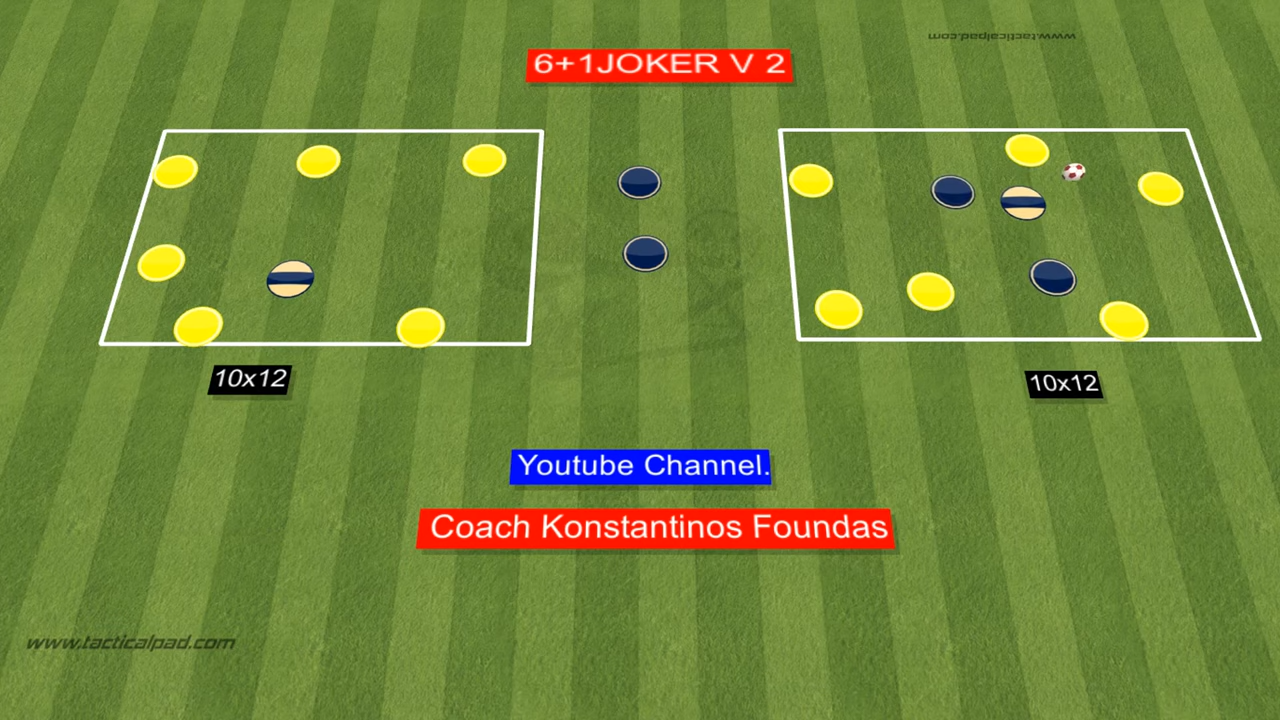 www.tacticalpad.com
6+1JOKER V 2
10x12
10x12
Youtube Channel.
Coach Konstantinos Foundas
www.tacticalpad.com